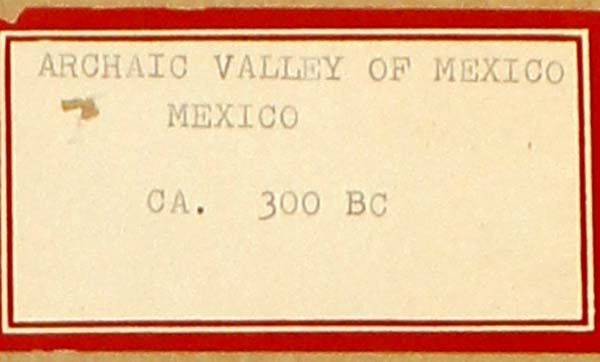 ARCHAIC VALLEY OF MEXICO
MEXICO
CA. 300 BC